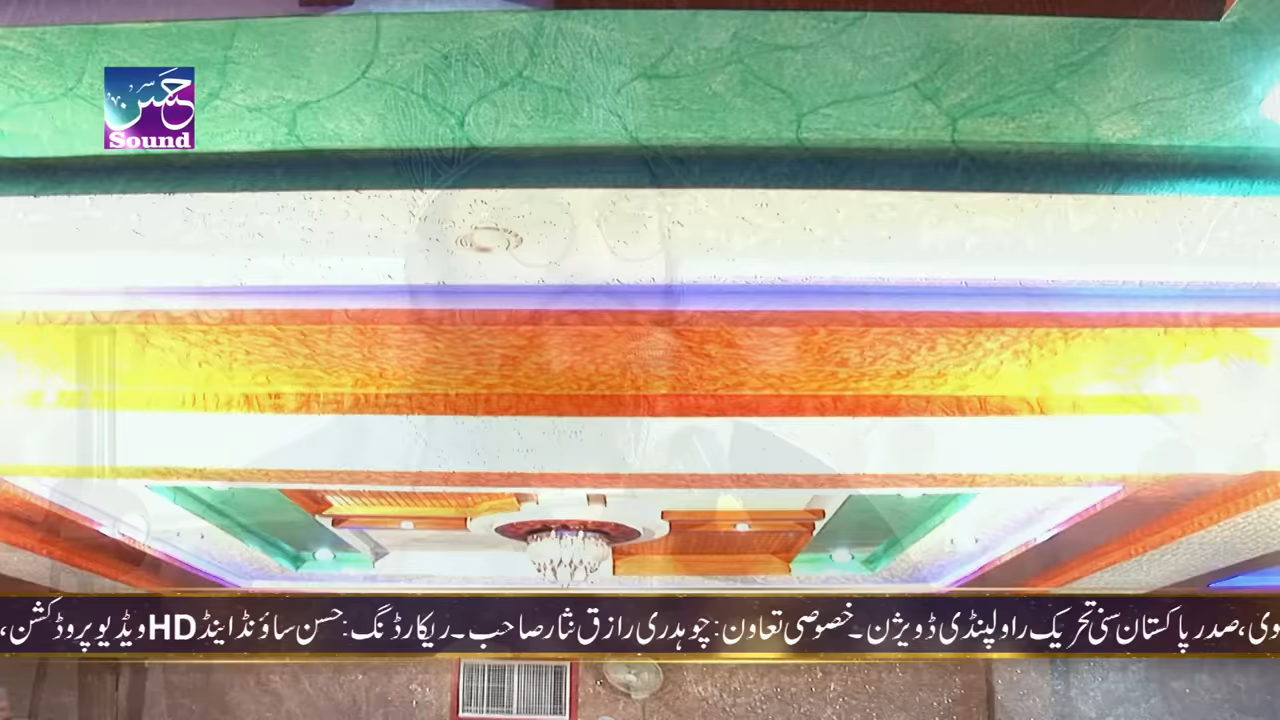 حسن
Sound
وی، صدر پاکستان سنی تحریک راولپنڈی ڈویژن۔ خصوصی تعاون: چوہدری رازق نثار صاحب۔ ریکارڈنگ: حسن ساؤنڈ اینڈ HD ویڈیو پروڈکشن،